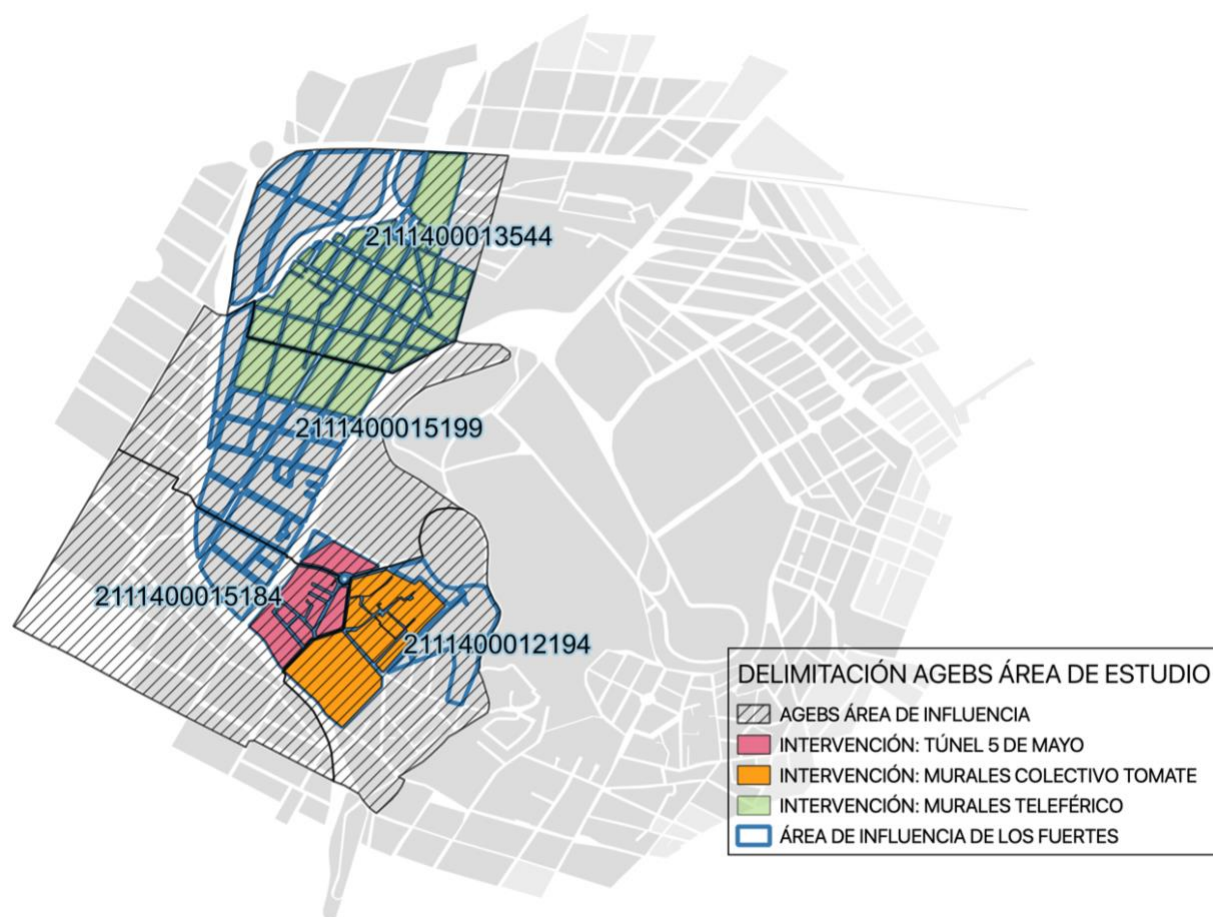 2111400013544
2111400015199
2111400015184
2111400012194
DELIMITACIÓN AGEBS ÁREA DE ESTUDIO
AGEBS ÁREA DE INFLUENCIA
INTERVENCIÓN: TÚNEL 5 DE MAYO
INTERVENCIÓN: MURALES COLECTIVO TOMATE
INTERVENCIÓN: MURALES TELEFÉRICO
ÁREA DE INFLUENCIA DE LOS FUERTES